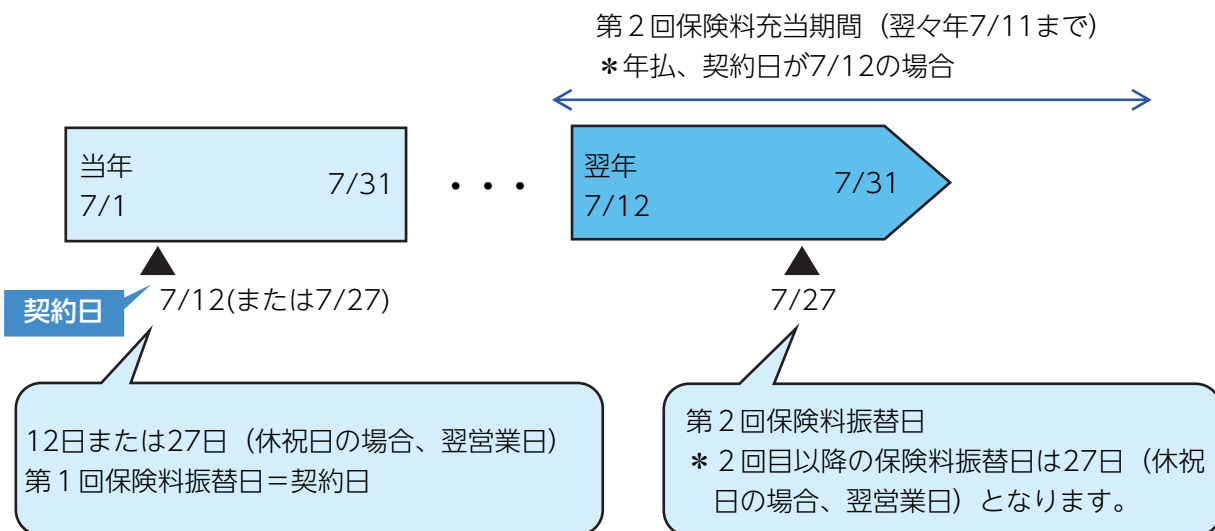 第２回保険料充当期間（翌々年7/11まで）
＊年払、契約日が7/12の場合
当年
7/1
7/31
・・・
翌年
7/12
7/31
契約日
7/12(または7/27)
7/27
12日または27日（休祝日の場合、翌営業日）
第１回保険料振替日＝契約日
第２回保険料振替日
＊２回目以降の保険料振替日は27日（休祝
日の場合、翌営業日）となります。